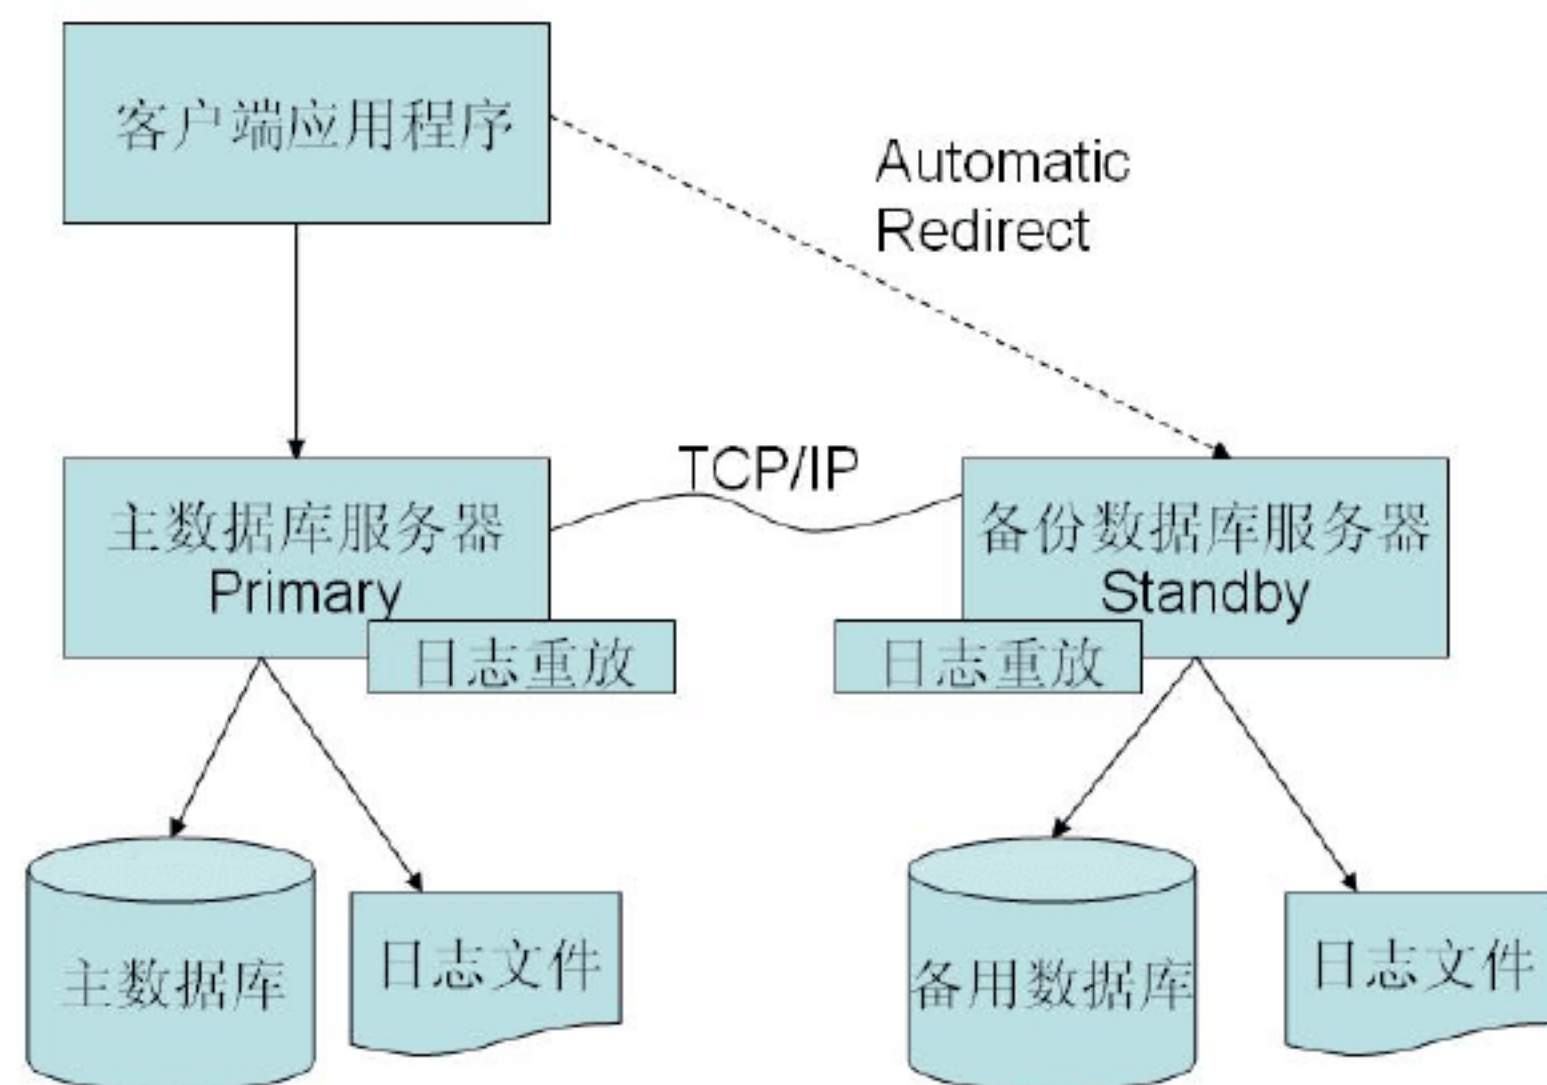 客户端应用程序
Automatic
Redirect
TCP/IP
主数据库服务器
Primary
备份数据库服务器
Standby
日志重放
日志重放
主数据库
日志文件
备用数据库
日志文件